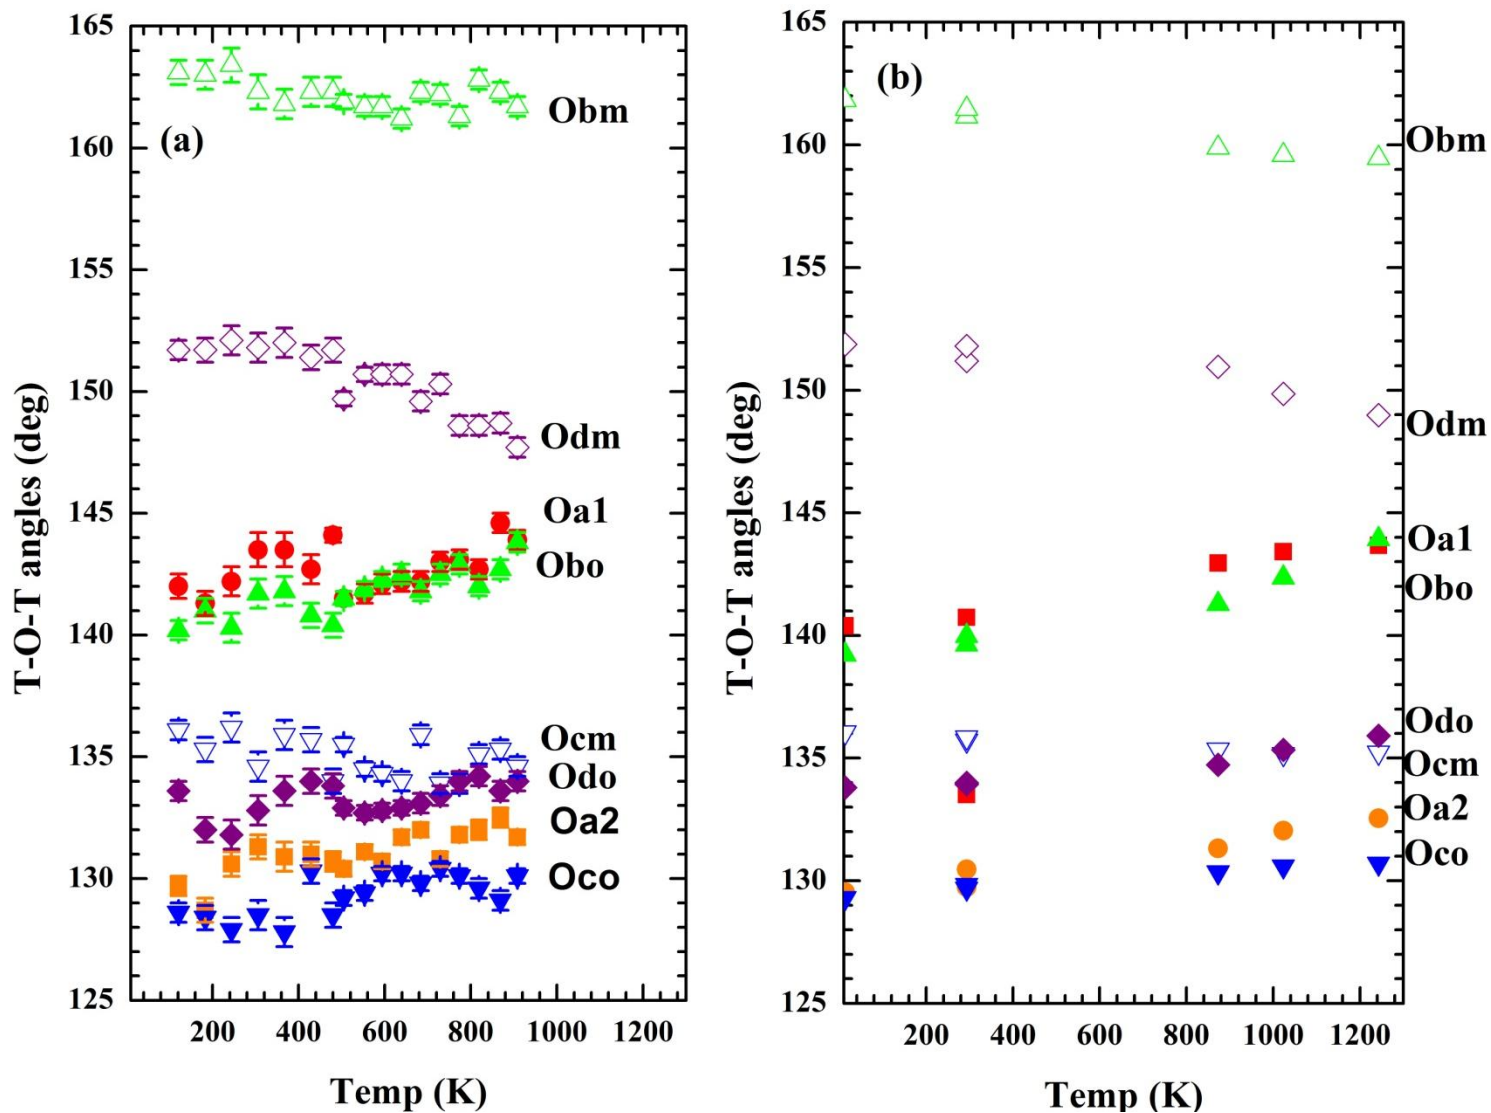 165
160
155
150
145
140
135
130
125
T-O-T angles (deg)
(a)
Obm
Odm
Oa1
Obo
Ocm
Odo
Oa2
Oco
200 400 600 800 1000 1200
Temp (K)
165
160
155
150
145
140
135
130
125
T-O-T angles (deg)
(b)
Obm
Odm
Oa1
Obo
Odo
Ocm
Oa2
Oco
200 400 600 800 1000 1200
Temp (K)